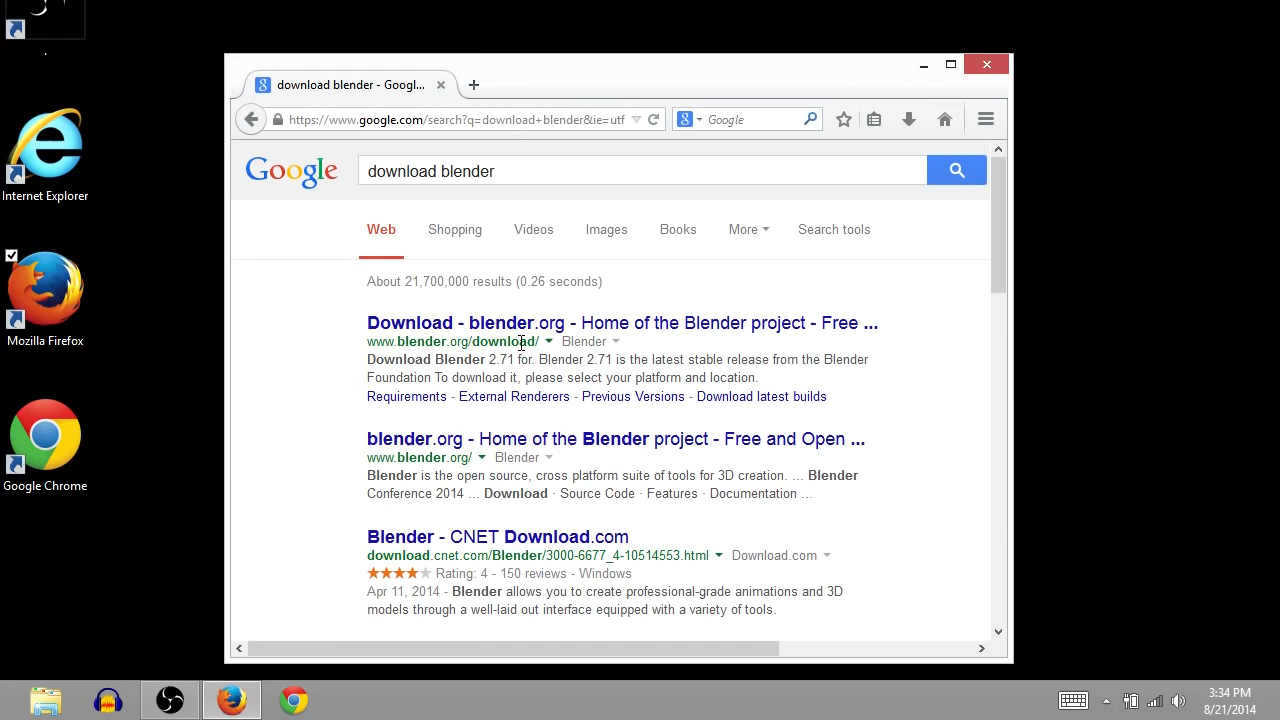 Internet Explorer
Mozilla Firefox
Google Chrome
download blender - Googl...
https://www.google.com/search?q=download+blender&ie=utf
Google
Google
download blender
Web Shopping Videos Images Books More Search tools
About 21,700,000 results (0.26 seconds)
Download - blender.org - Home of the Blender project - Free ...
www.blender.org/download/ Blender
Download Blender 2.71 for. Blender 2.71 is the latest stable release from the Blender
Foundation To download it, please select your platform and location.
Requirements - External Renderers - Previous Versions - Download latest builds
blender.org - Home of the Blender project - Free and Open ...
www.blender.org/ Blender
Blender is the open source, cross platform suite of tools for 3D creation. ... Blender
Conference 2014 ... Download · Source Code · Features · Documentation ...
Blender - CNET Download.com
download.cnet.com/Blender/3000-6677_4-10514553.html Download.com
Rating: 4 - 150 reviews - Windows
Apr 11, 2014 - Blender allows you to create professional-grade animations and 3D
models through a well-laid out interface equipped with a variety of tools.
3:34 PM
8/21/2014